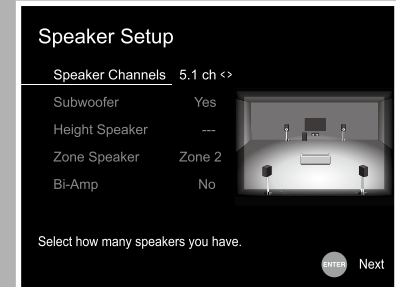 Speaker Setup
Speaker Channels 5.1 ch <>
Subwoofer Yes
Height Speaker ---
Zone Speaker Zone 2
Bi-Amp No
Select how many speakers you have.
ENTER Next